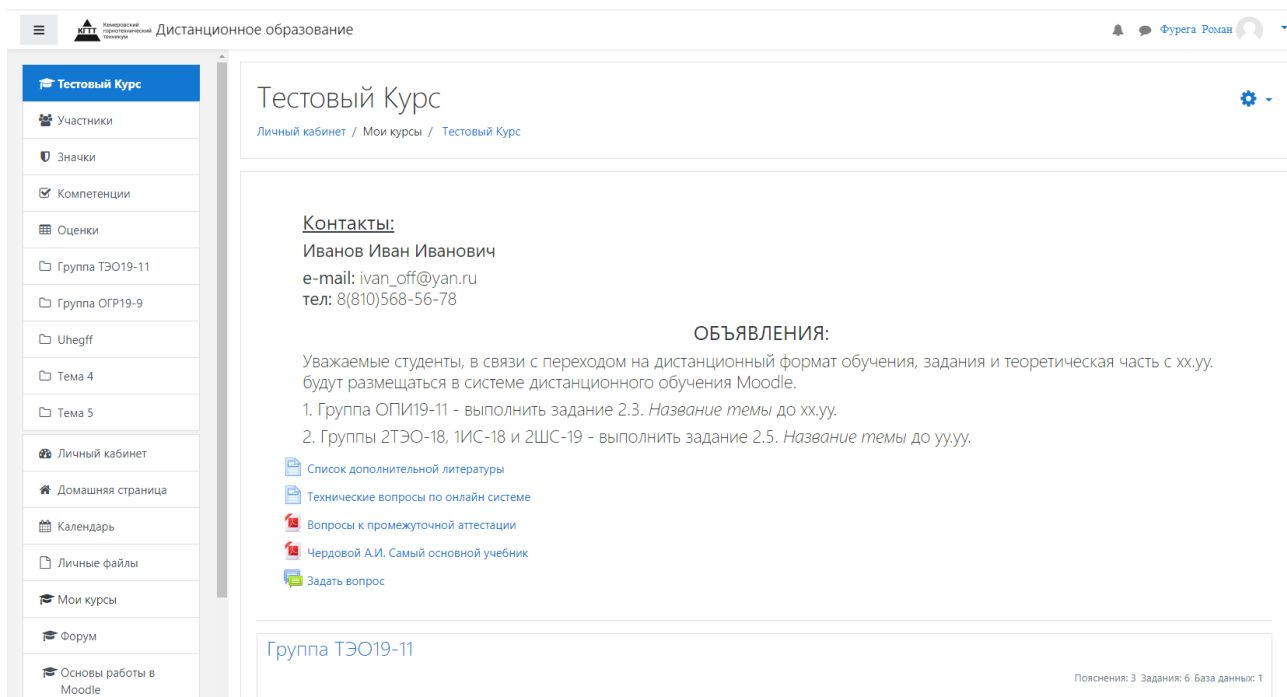 КГТТ Кемеровский горнотехнический техникум Дистанционное образование
Фурега Роман
Тестовый Курс
Участники
Значки
Компетенции
Оценки
Группа ТЭО19-11
Группа ОГР19-9
Uhegff
Тема 4
Тема 5
Личный кабинет
Домашняя страница
Календарь
Личные файлы
Мои курсы
Форум
Основы работы в
Moodle
Тестовый Курс
Личный кабинет / Мои курсы / Тестовый Курс
Контакты:
Иванов Иван Иванович
e-mail: ivan_off@yan.ru
тел: 8(810)568-56-78
ОБЪЯВЛЕНИЯ:
Уважаемые студенты, в связи с переходом на дистанционный формат обучения, задания и теоретическая часть с хх.уу.
будут размещаться в системе дистанционного обучения Moodle.
1. Группа ОПИ19-11 - выполнить задание 2.3. Название темы до хх.уу.
2. Группы 2ТЭО-18, 1ИС-18 и 2ШС-19 - выполнить задание 2.5. Название темы до уу.уу.
Список дополнительной литературы
Технические вопросы по онлайн системе
Вопросы к промежуточной аттестации
Чердовой А.И. Самый основной учебник
Задать вопрос
Группа ТЭО19-11
Пояснения: 3 Задания: 6 База данных: 1